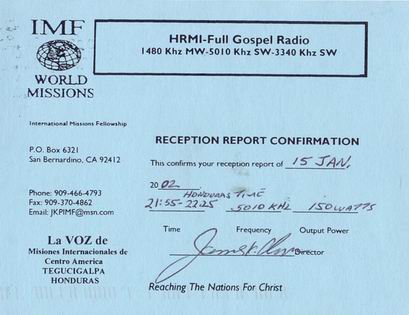 IMF
WORLD
MISSIONS
HRMI-Full Gospel Radio
1480 Khz MW-5010 Khz SW-3340 Khz SW
International Missions Fellowship
P.O. Box 6321
San Bernardino, CA 92412
Phone: 909-466-4793
Fax: 909-370-4862
Email: JKPIMF@msn.com
La VOZ de
Misiones Internacionales de
Centro America
TEGUCIGALPA
HONDURAS
RECEPTION REPORT CONFIRMATION
This confirms your reception report of 15 JAN.
2002
HONDURAS TIME
21:55-2225 5010 KHZ 150 WATTS
Time Frequency Output Power
Director
Reaching The Nations For Christ